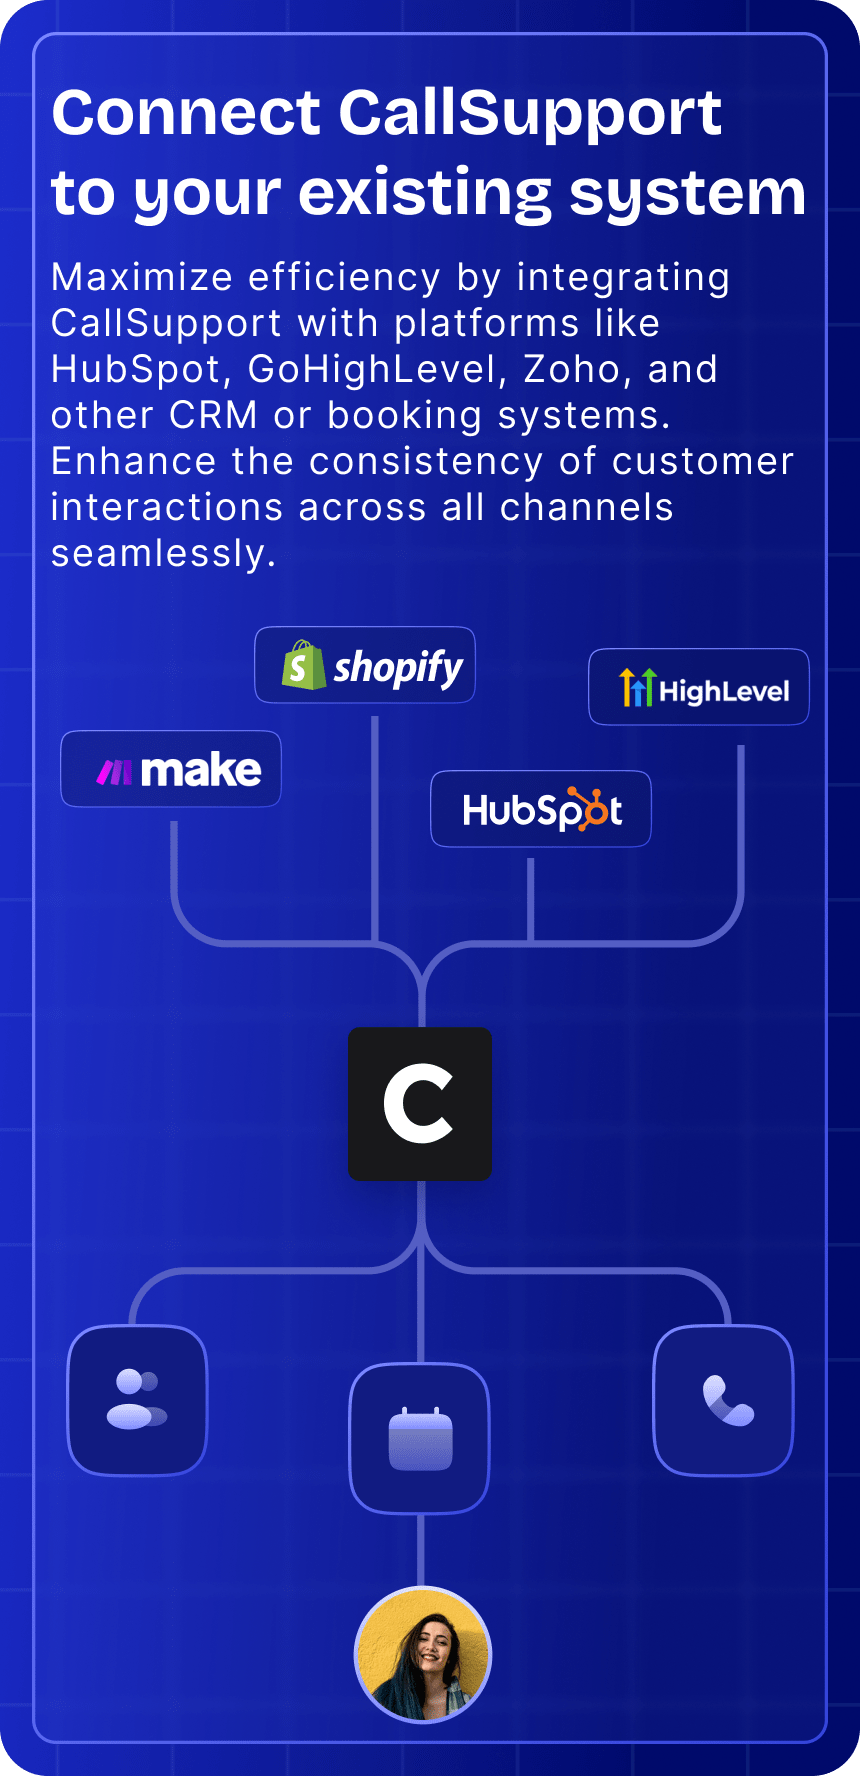 Connect CallSupport
to your existing system
Maximize efficiency by integrating
CallSupport with platforms like
HubSpot, GoHighLevel, Zoho, and
other CRM or booking systems.
Enhance the consistency of customer
interactions across all channels
seamlessly.
shopify
HighLevel
make
HubSpot
C